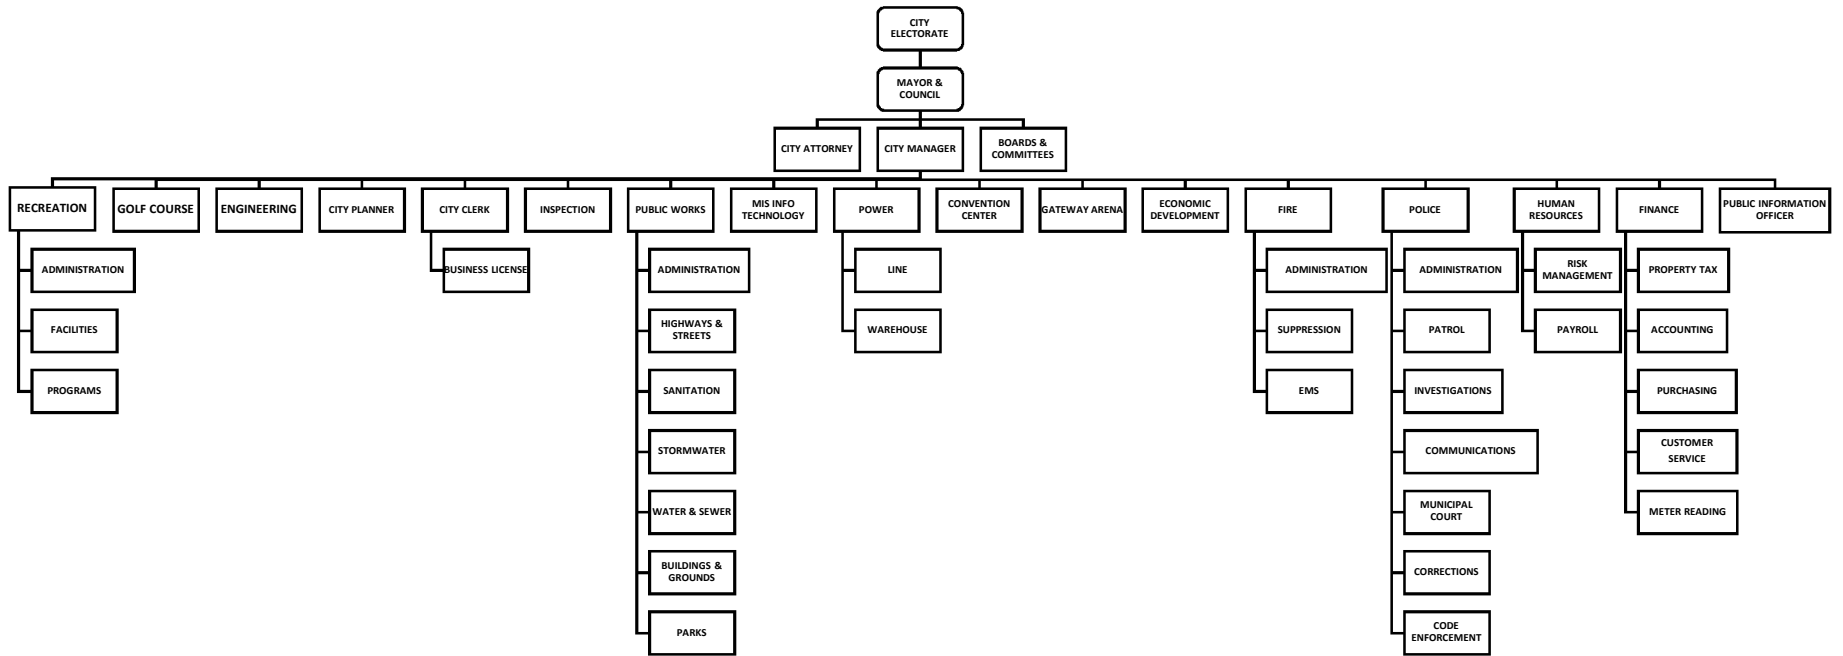 CITY
ELECTORATE
MAYOR &
COUNCIL
CITY ATTORNEY
CITY MANAGER
BOARDS &
COMMITTEES
RECREATION
GOLF COURSE
ENGINEERING
CITY PLANNER
CITY CLERK
INSPECTION
PUBLIC WORKS
MIS INFO
TECHNOLOGY
POWER
CONVENTION
CENTER
GATEWAY ARENA
ECONOMIC
DEVELOPMENT
FIRE
POLICE
HUMAN
RESOURCES
FINANCE
PUBLIC INFORMATION
OFFICER
ADMINISTRATION
FACILITIES
PROGRAMS
BUSINESS LICENSE
ADMINISTRATION
HIGHWAYS &
STREETS
SANITATION
STORMWATER
WATER & SEWER
BUILDINGS &
GROUNDS
PARKS
LINE
WAREHOUSE
ADMINISTRATION
SUPPRESSION
EMS
ADMINISTRATION
PATROL
INVESTIGATIONS
COMMUNICATIONS
MUNICIPAL
COURT
CORRECTIONS
CODE
ENFORCEMENT
RISK
MANAGEMENT
PAYROLL
PROPERTY TAX
ACCOUNTING
PURCHASING
CUSTOMER
SERVICE
METER READING